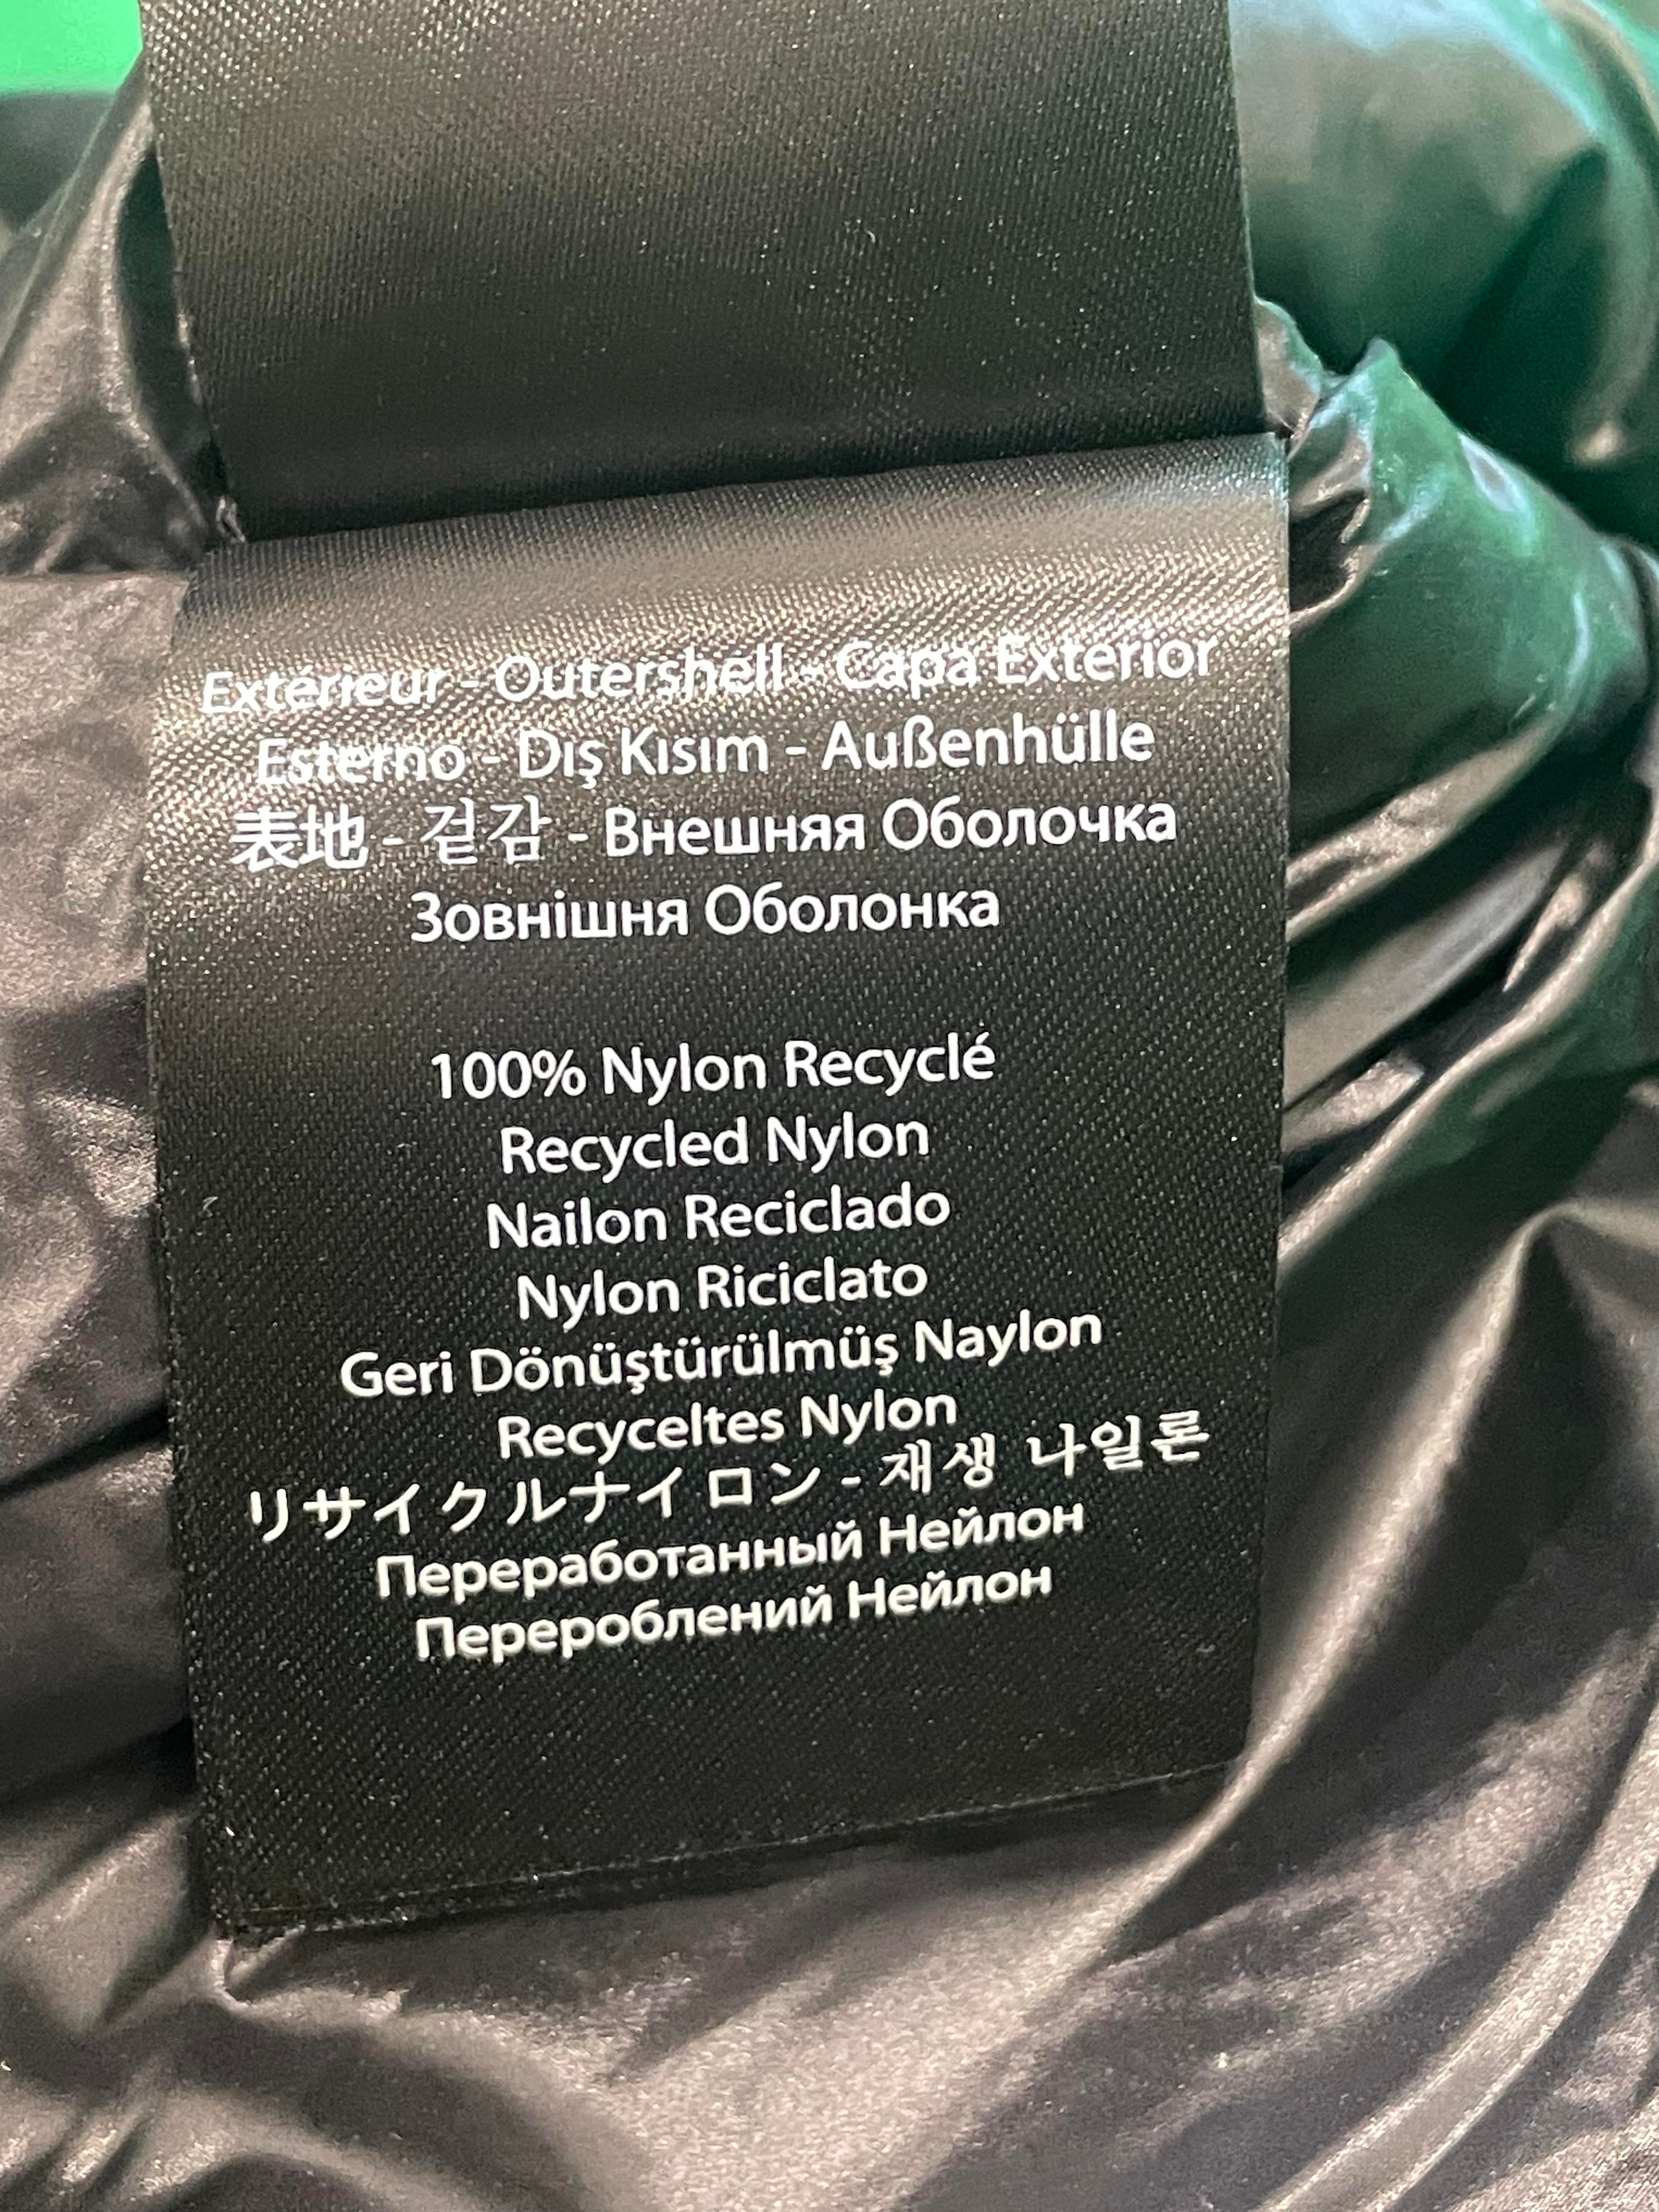 Extérieur - Outershell - Capa Exterior
Esterno - Dış Kısım - Außenhülle
表地 - 겉감 - Внешняя Оболочка
Зовнішня Оболонка
100% Nylon Recyclé
Recycled Nylon
Nailon Reciclado
Nylon Riciclato
Geri Dönüştürülmüş Naylon
Recyceltes Nylon
リサイクルナイロン - 재생 나일론
Переработанный Нейлон
Перероблений Нейлон